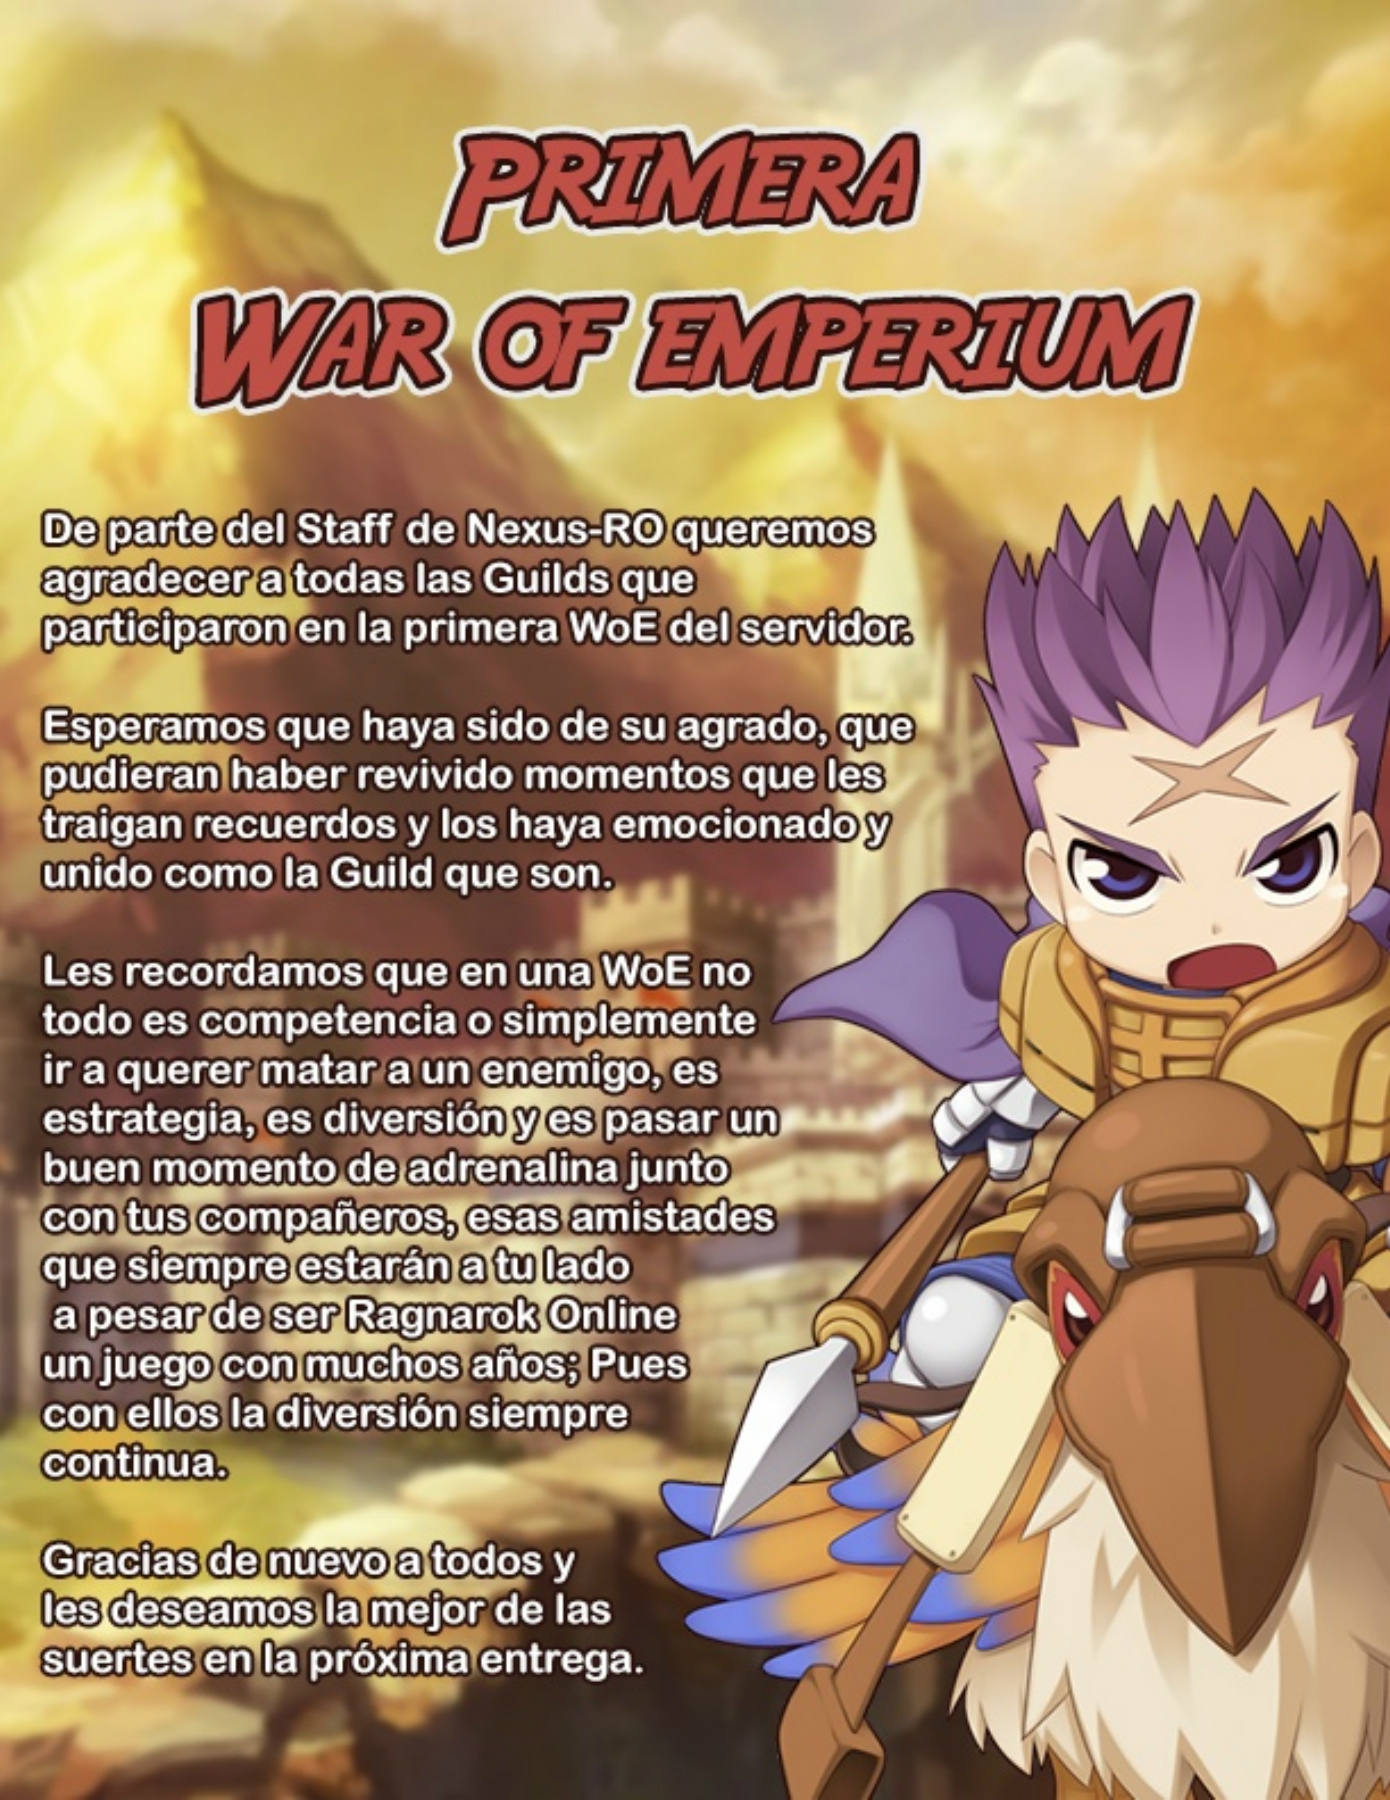 PRIMERA
WAR OF EMPERIUM
De parte del Staff de Nexus-RO queremos
agradecer a todas las Guilds que
participaron en la primera WoE del servidor.
Esperamos que haya sido de su agrado, que
pudieran haber revivido momentos que les
traigan recuerdos y los haya emocionado y
unido como la Guild que son.
Les recordamos que en una WoE no
todo es competencia o simplemente
ir a querer matar a un enemigo, es
estrategia, es diversión y es pasar un
buen momento de adrenalina junto
con tus compañeros, esas amistades
que siempre estarán a tu lado
a pesar de ser Ragnarok Online
un juego con muchos años; Pues
con ellos la diversión siempre
continua.
Gracias de nuevo a todos y
les deseamos la mejor de las
suertes en la próxima entrega.